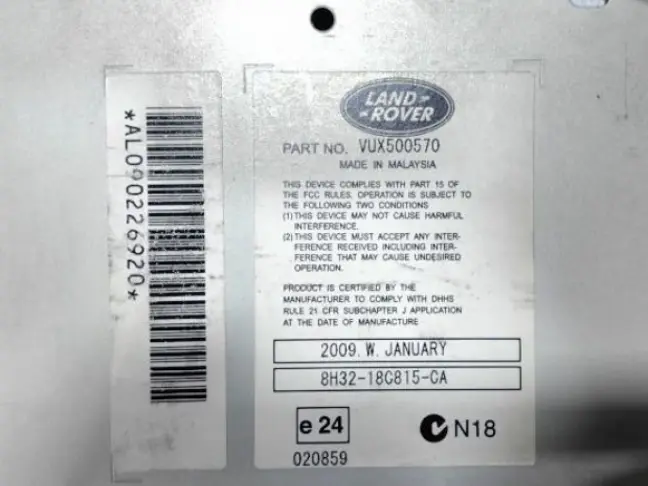 *AL090226920*
LAND-
-ROVER
PART NO. VUX500570
MADE IN MALAYSIA
THIS DEVICE COMPLIES WITH PART 15 OF
THE FCC RULES, OPERATION IS SUBJECT TO
THE FOLLOWING TWO CONDITIONS
(1)THIS DEVICE MAY NOT CAUSE HARMFUL
INTERFERENCE.
(2)THIS DEVICE MUST ACCEPT ANY INTER-
FERENCE RECEIVED INCLUDING INTER-
FERENCE THAT MAY CAUSE UNDESIRED
OPERATION.
PRODUCT IS CERTIFIED BY THE
MANUFACTURER TO COMPLY WITH DHHS
RULE 21 CFR SUBCHAPTER J APPLICATION
AT THE DATE OF MANUFACTURE
2009. W. JANUARY
8H32-18C815-CA
e 24
N18
020859